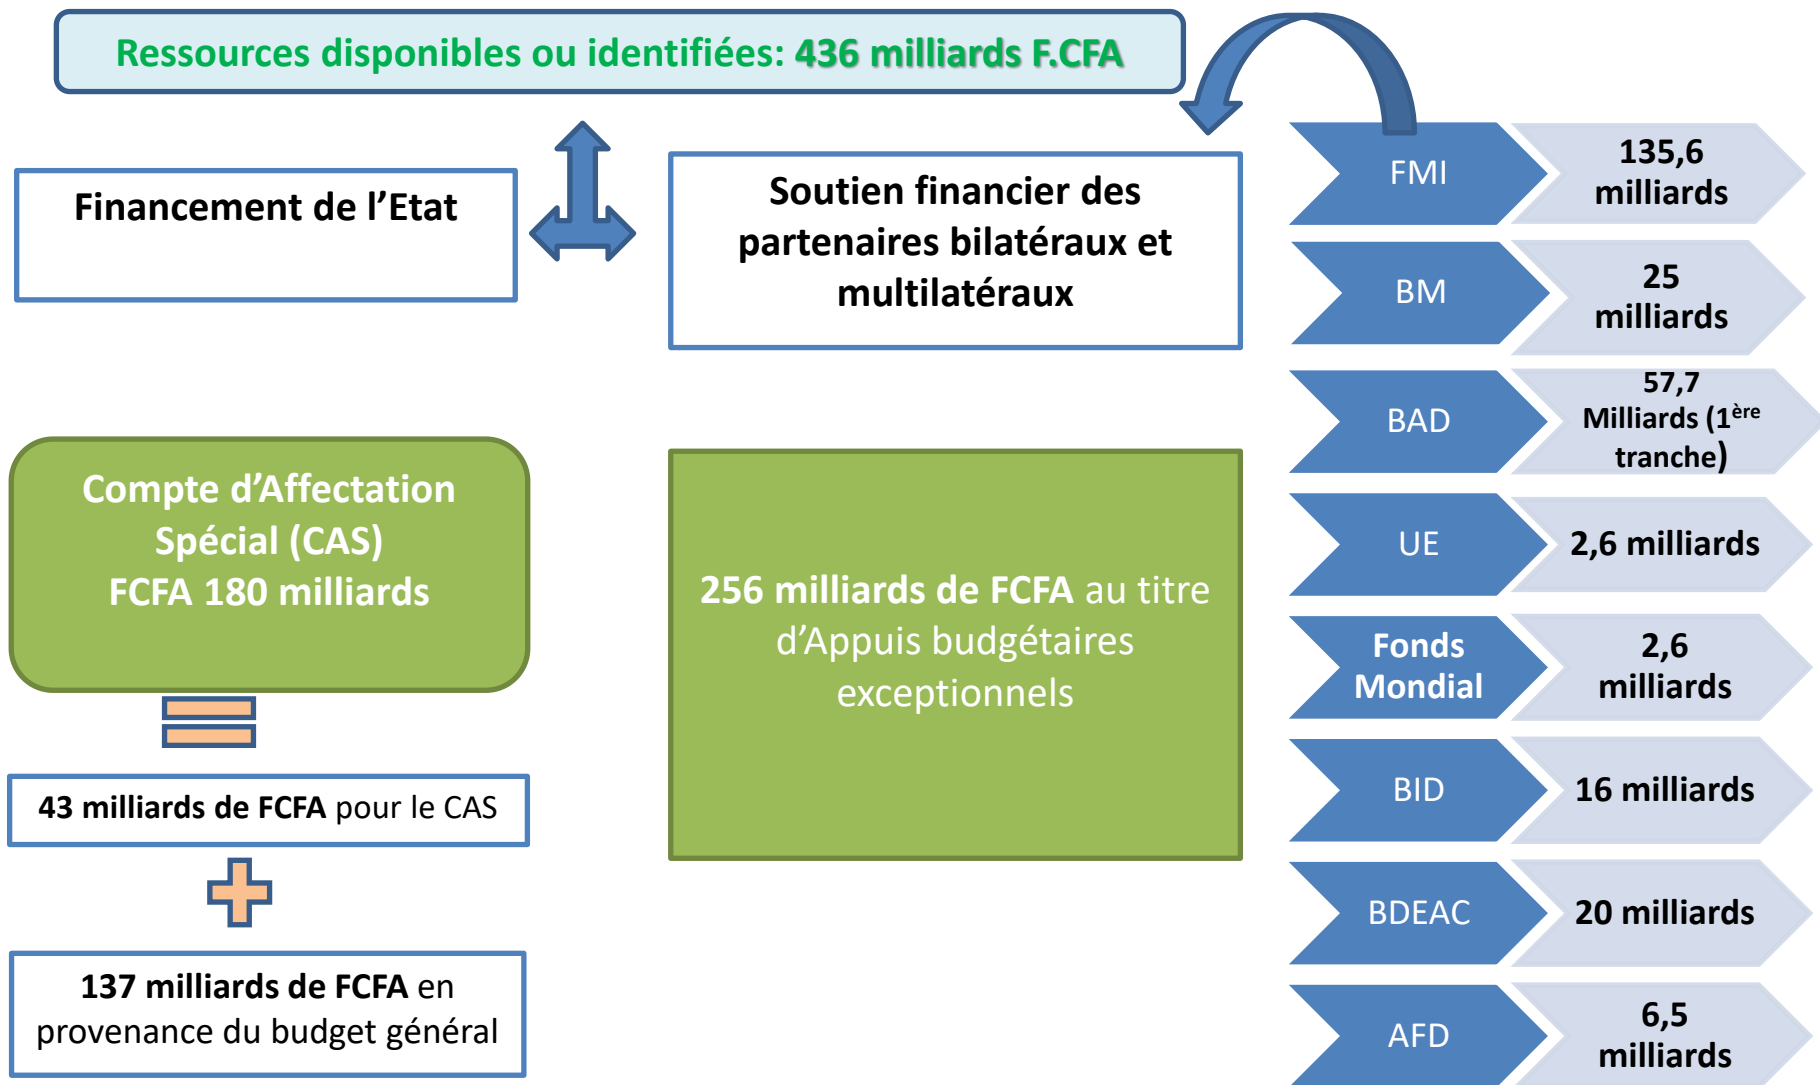 Ressources disponibles ou identifiées: 436 milliards F.CFA
Financement de l’Etat
Soutien financier des
partenaires bilatéraux et
multilatéraux
Compte d’Affectation
Spécial (CAS)
FCFA 180 milliards
43 milliards de FCFA pour le CAS
137 milliards de FCFA en
provenance du budget général
256 milliards de FCFA au titre
d’Appuis budgétaires
exceptionnels
FMI
135,6
milliards
BM
25
milliards
BAD
57,7
Milliards (1ère
tranche)
UE
2,6 milliards
Fonds
Mondial
2,6
milliards
BID
16 milliards
BDEAC
20 milliards
AFD
6,5
milliards